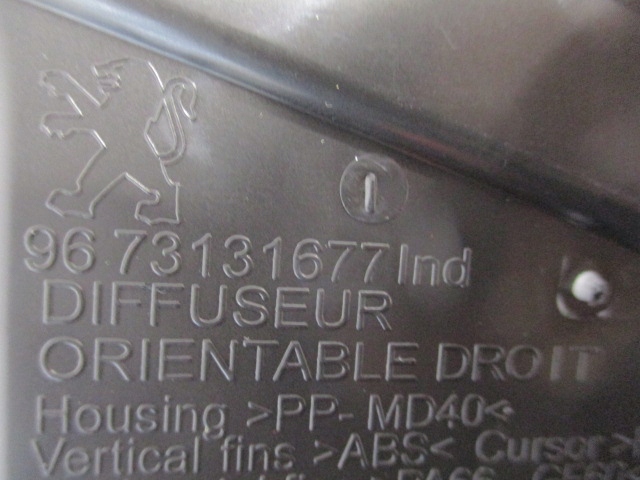 96 73131677 Ind
DIFFUSEUR
ORIENTABLE DROIT
Housing >PP- MD40<
Vertical fins >ABS< Cursor >